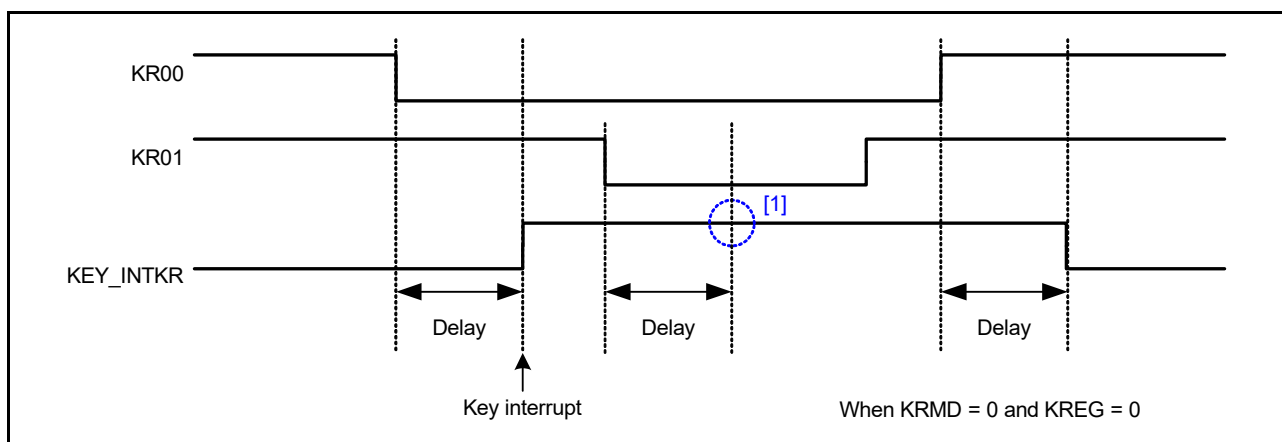 KR00
KR01
[1]
KEY_INTKR
Delay
Delay
Delay
Key interrupt
When KRMD = 0 and KREG = 0